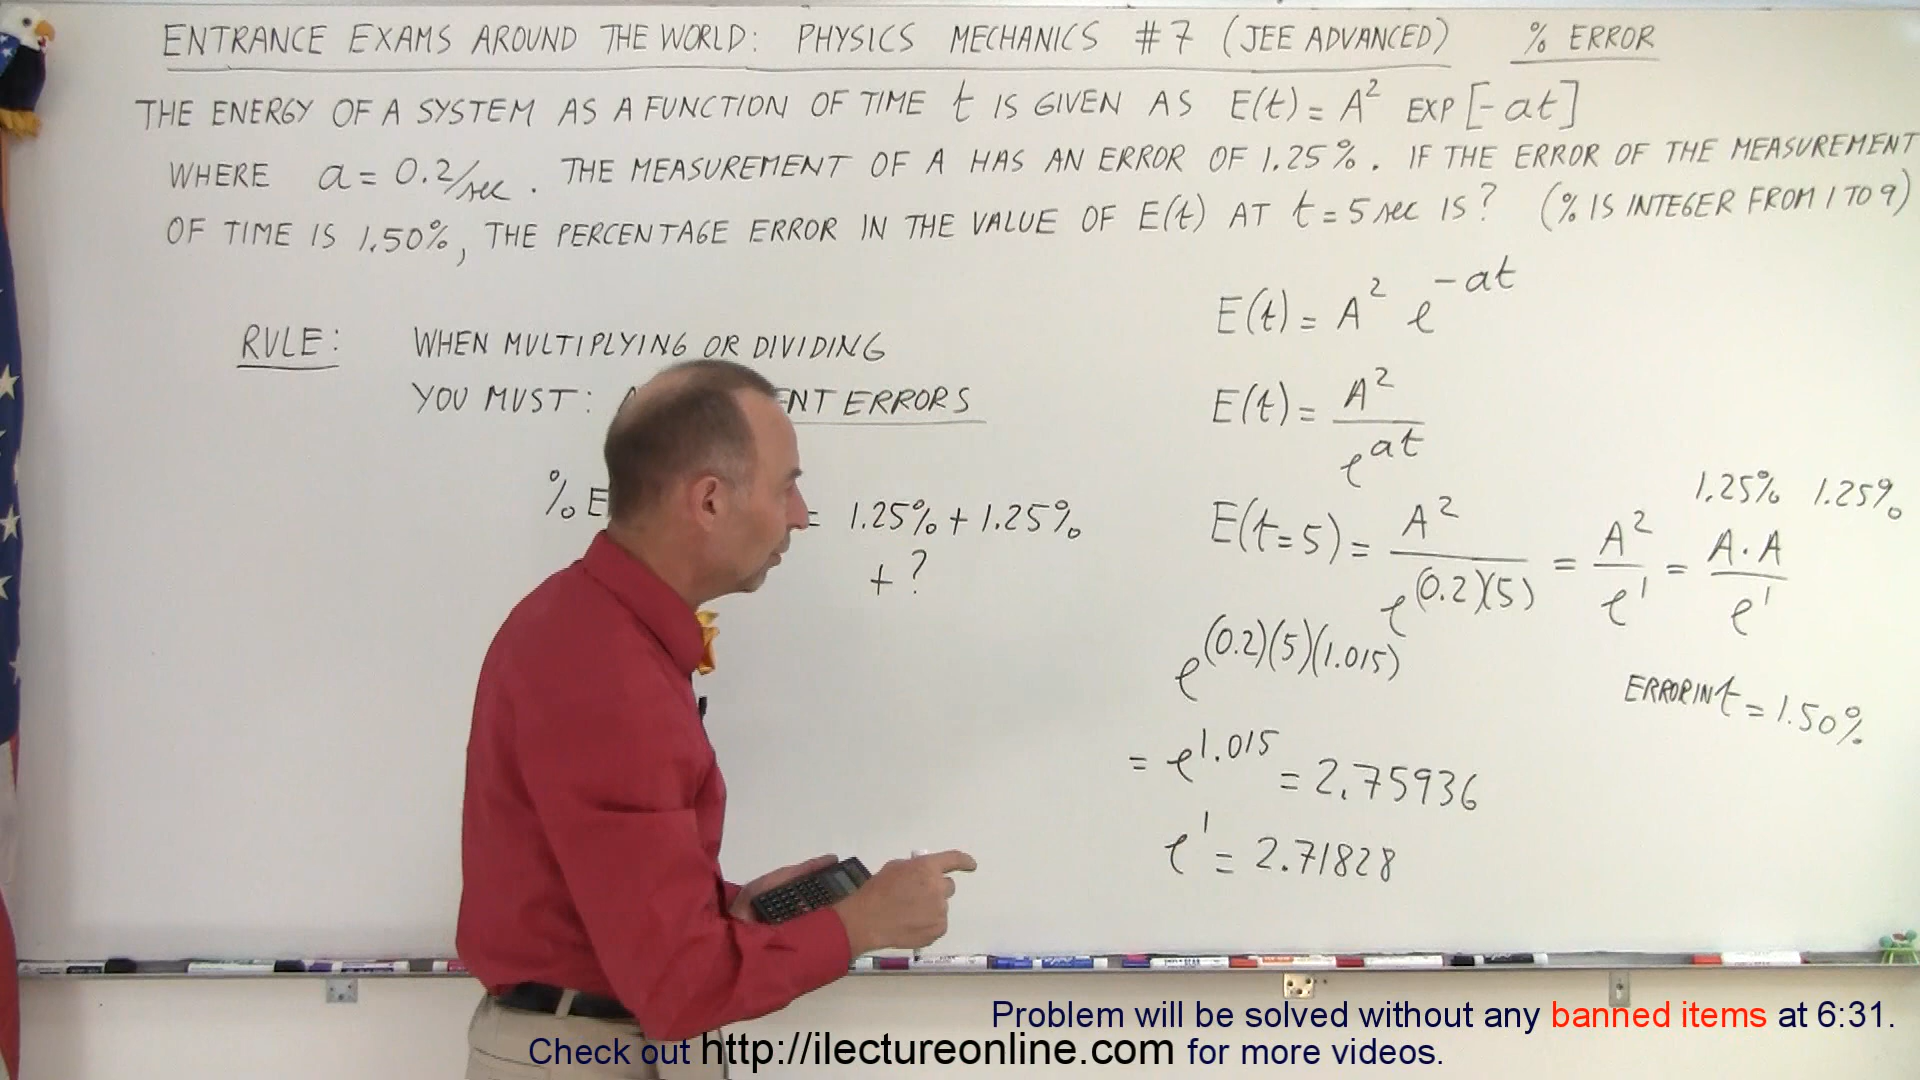 ENTRANCE EXAMS AROUND THE WORLD: PHYSICS MECHANICS #7 (JEE ADVANCED) % ERROR
THE ENERGY OF A SYSTEM AS A FUNCTION OF TIME t IS GIVEN AS E(t) = A² EXP[-at]
WHERE a = 0.2/sec. THE MEASUREMENT OF A HAS AN ERROR OF 1.25%. IF THE ERROR OF THE MEASUREMENT
OF TIME IS 1.50%, THE PERCENTAGE ERROR IN THE VALUE OF E(t) AT t = 5 sec IS? (% IS INTEGER FROM 1 TO 9)
RULE: WHEN MULTIPLYING OR DIVIDING
YOU MUST: ENT ERRORS
% E = 1.25% + 1.25%
+ ?
E(t) = A² e^-at
E(t) = A² / e^at
1.25% 1.25%
E(t=5) = A² / e^(0.2)(5) = A² / e^1 = A·A / e^1
e^(0.2)(5)(1.015)
ERROR IN t = 1.50%
= e^1.015 = 2.75936
e^1 = 2.71828
Problem will be solved without any banned items at 6:31.
Check out http://ilectureonline.com for more videos.